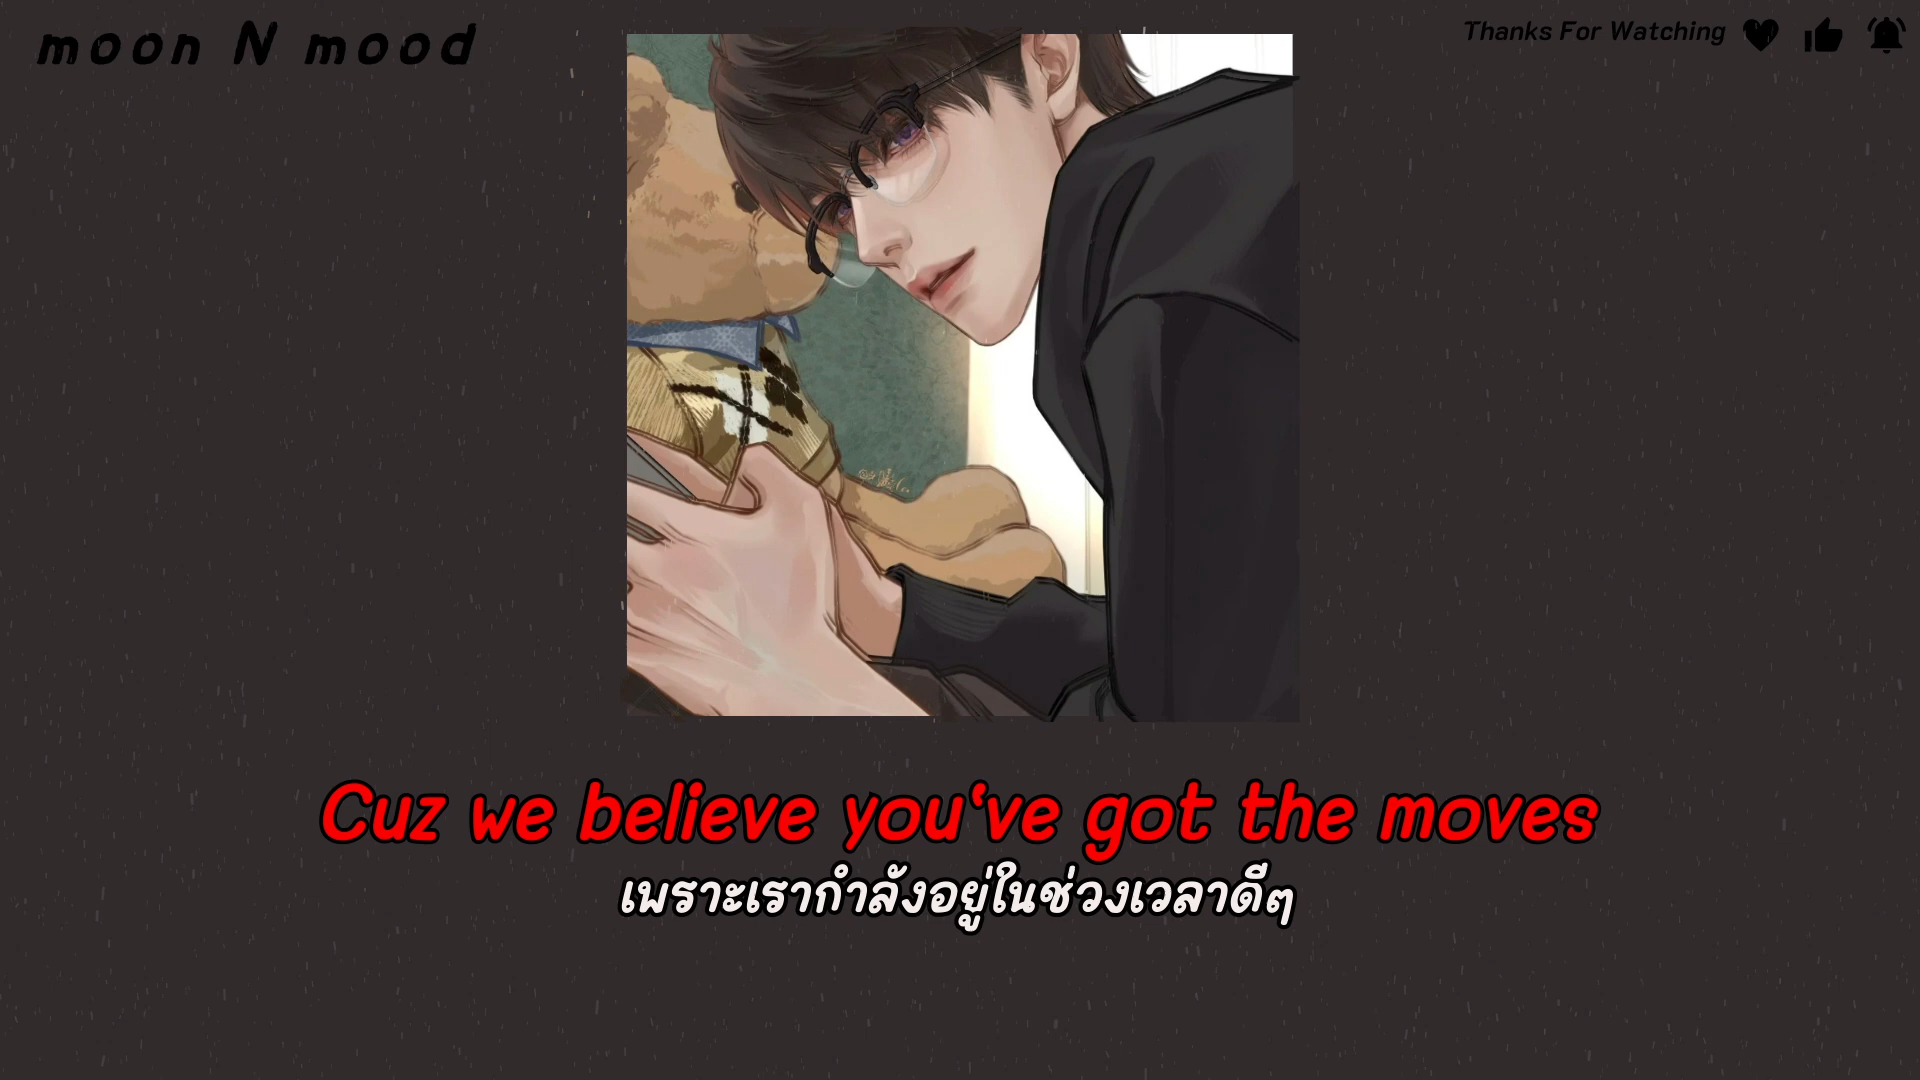 moon N mood
Thanks For Watching
Cuz we believe you've got the moves
เพราะเรากำลังอยู่ในช่วงเวลาดีๆ